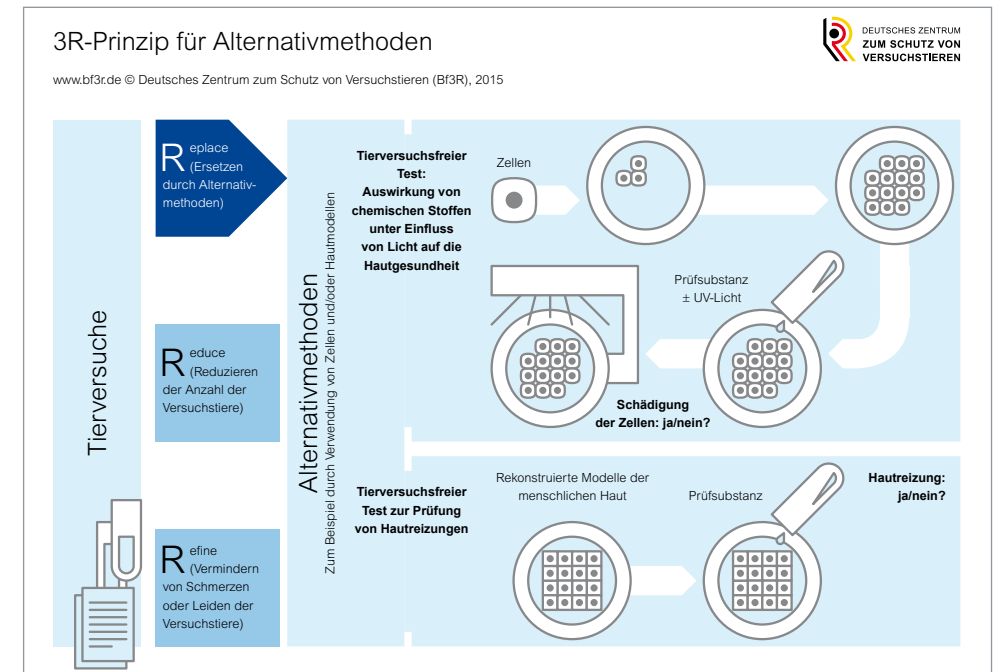 3R-Prinzip für Alternativmethoden
www.bf3r.de © Deutsches Zentrum zum Schutz von Versuchstieren (Bf3R), 2015
DEUTSCHES ZENTRUM
ZUM SCHUTZ VON
VERSUCHSTIEREN
Tierversuche
Replace
(Ersetzen
durch Alternativ-
methoden)
Reduce
(Reduzieren
der Anzahl der
Versuchstiere)
Refine
(Vermindern
von Schmerzen
oder Leiden der
Versuchstiere)
Alternativmethoden
Zum Beispiel durch Verwendung von Zellen und/oder Hautmodellen
Tierversuchsfreier
Test:
Auswirkung von
chemischen Stoffen
unter Einfluss
von Licht auf die
Hautgesundheit
Zellen
Prüfsubstanz
± UV-Licht
Schädigung
der Zellen: ja/nein?
Tierversuchsfreier
Test zur Prüfung
von Hautreizungen
Rekonstruierte Modelle der
menschlichen Haut
Prüfsubstanz
Hautreizung:
ja/nein?